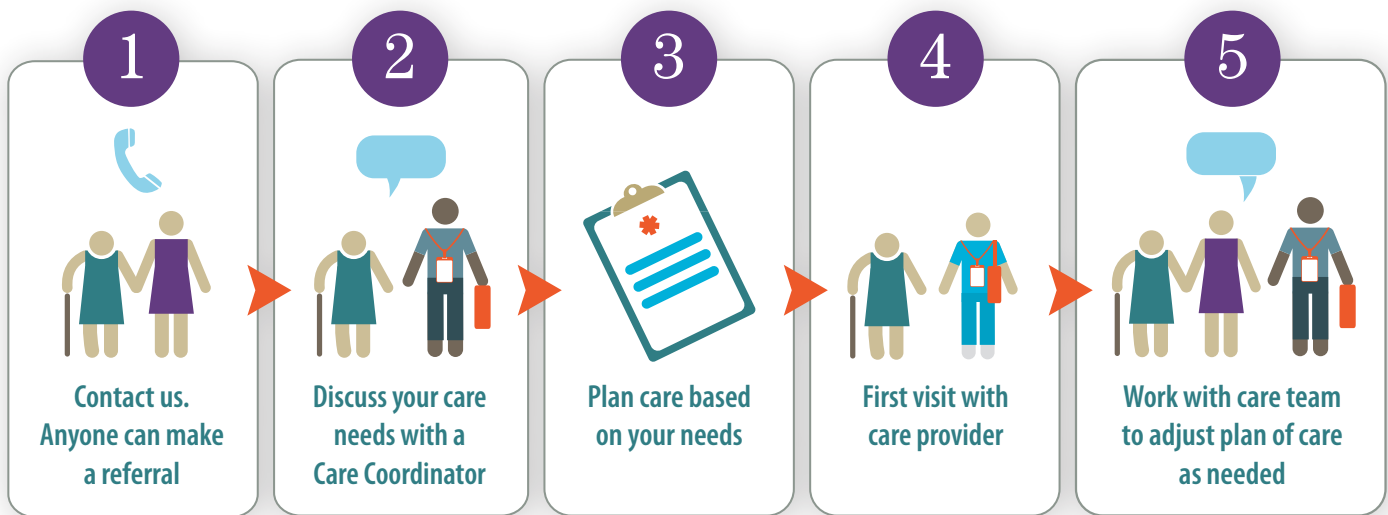 1
Contact us.
Anyone can make
a referral
2
Discuss your care
needs with a
Care Coordinator
3
Plan care based
on your needs
4
First visit with
care provider
5
Work with care team
to adjust plan of care
as needed